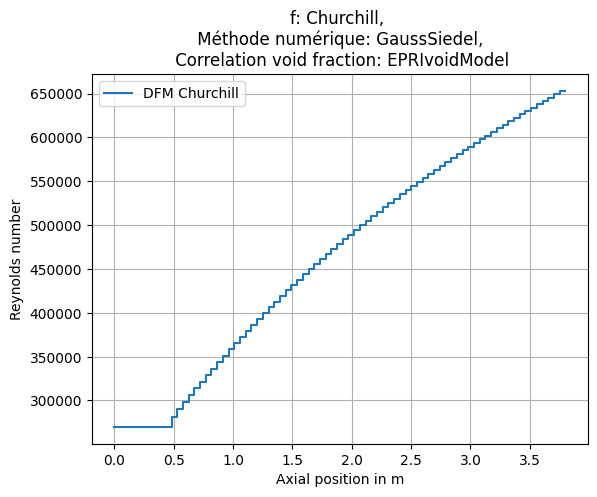 f: Churchill,
Méthode numérique: GaussSiedel,
Correlation void fraction: EPRIvoidModel
DFM Churchill
Reynolds number
650000
600000
550000
500000
450000
400000
350000
300000
0.0 0.5 1.0 1.5 2.0 2.5 3.0 3.5
Axial position in m